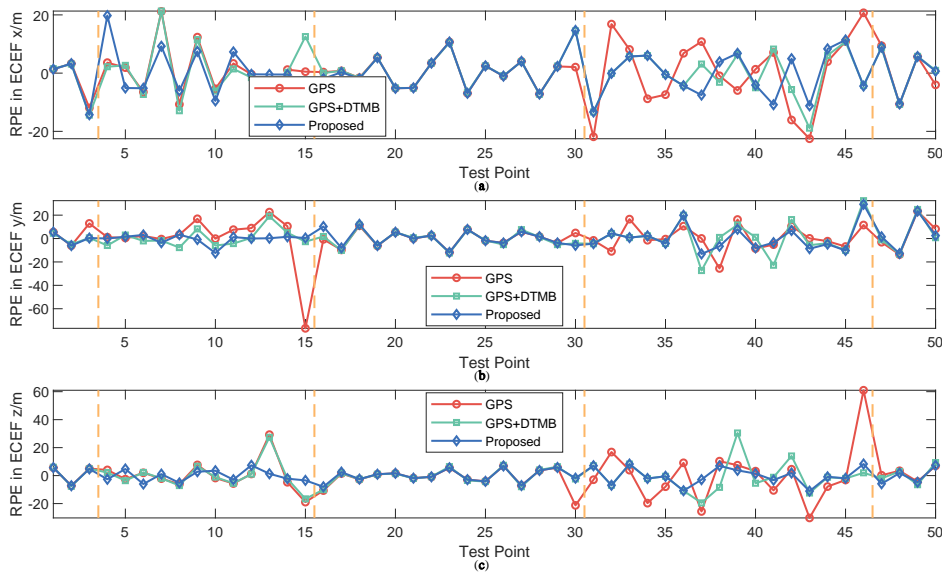 RPE in ECEF x/m
20
0
-20
GPS
GPS+DTMB
Proposed
5 10 15 20 25 30 35 40 45 50
Test Point
(a)
RPE in ECEF y/m
20
0
-20
-40
-60
GPS
GPS+DTMB
Proposed
5 10 15 20 25 30 35 40 45 50
Test Point
(b)
RPE in ECEF z/m
60
40
20
0
-20
GPS
GPS+DTMB
Proposed
5 10 15 20 25 30 35 40 45 50
Test Point
(c)